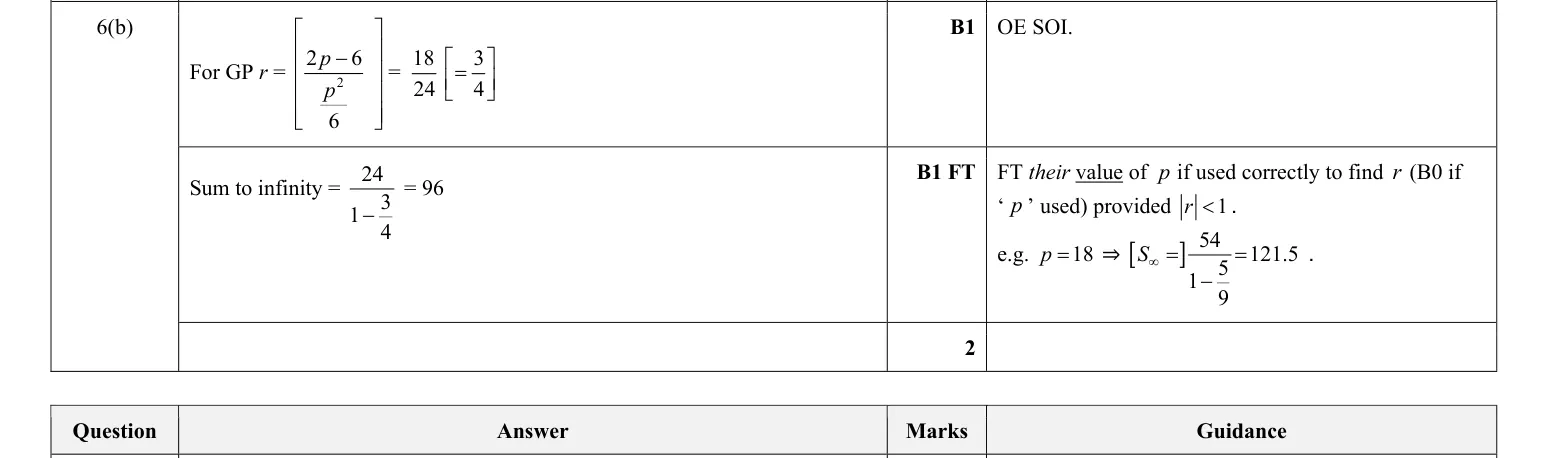 6(b)
For GP r = [(2p − 6)/(p²/6)] = 18/24 [= 3/4]
B1
OE SOI.
Sum to infinity = 24/(1 − 3/4) = 96
B1 FT
FT their value of p if used correctly to find r (B0 if
‘ p ’ used) provided |r| < 1 .
e.g. p = 18 ⇒ [S∞ =] 54/(1 − 5/9) = 121.5 .
2
Question Answer Marks Guidance